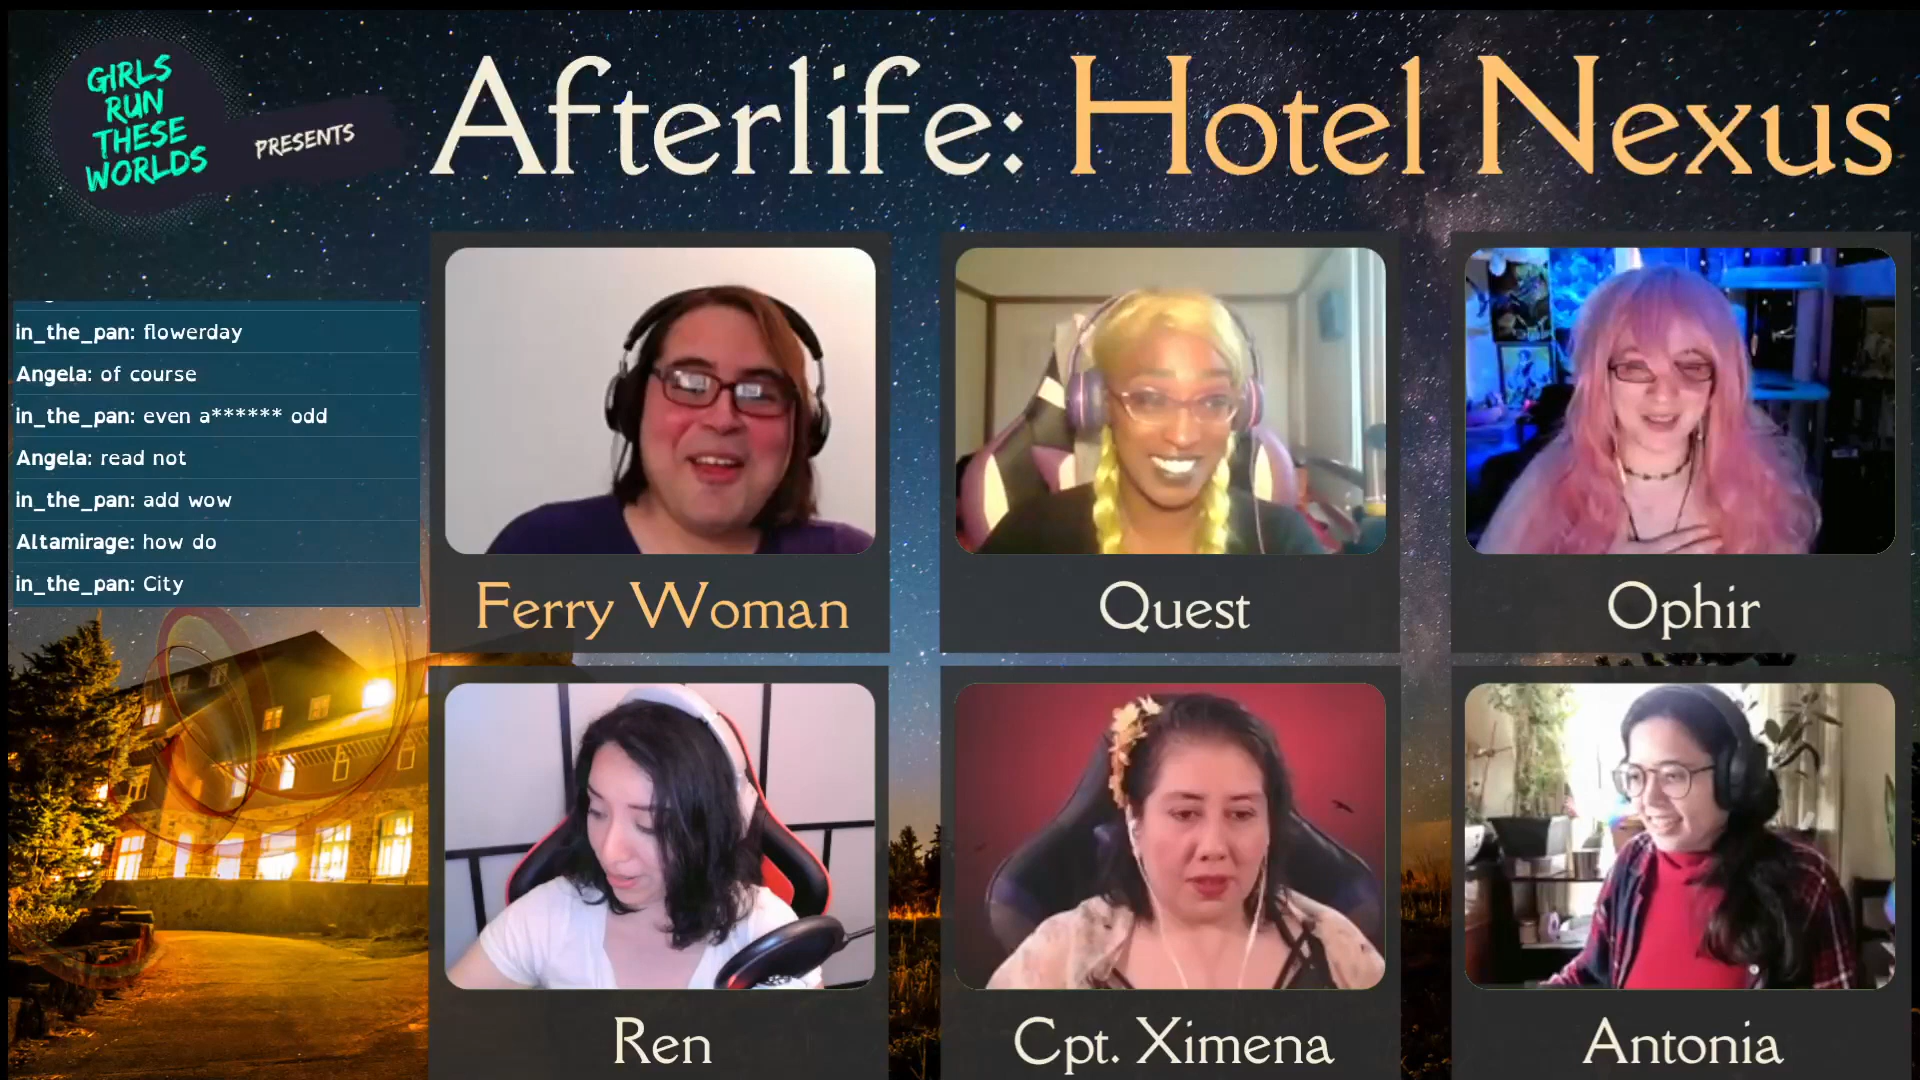 GIRLS
RUN
THESE
WORLDS
PRESENTS
Afterlife: Hotel Nexus
in_the_pan: flowerday
Angela: of course
in_the_pan: even a****** odd
Angela: read not
in_the_pan: add wow
Altamirage: how do
in_the_pan: City
Ferry Woman
Quest
Ophir
Ren
Cpt. Ximena
Antonia